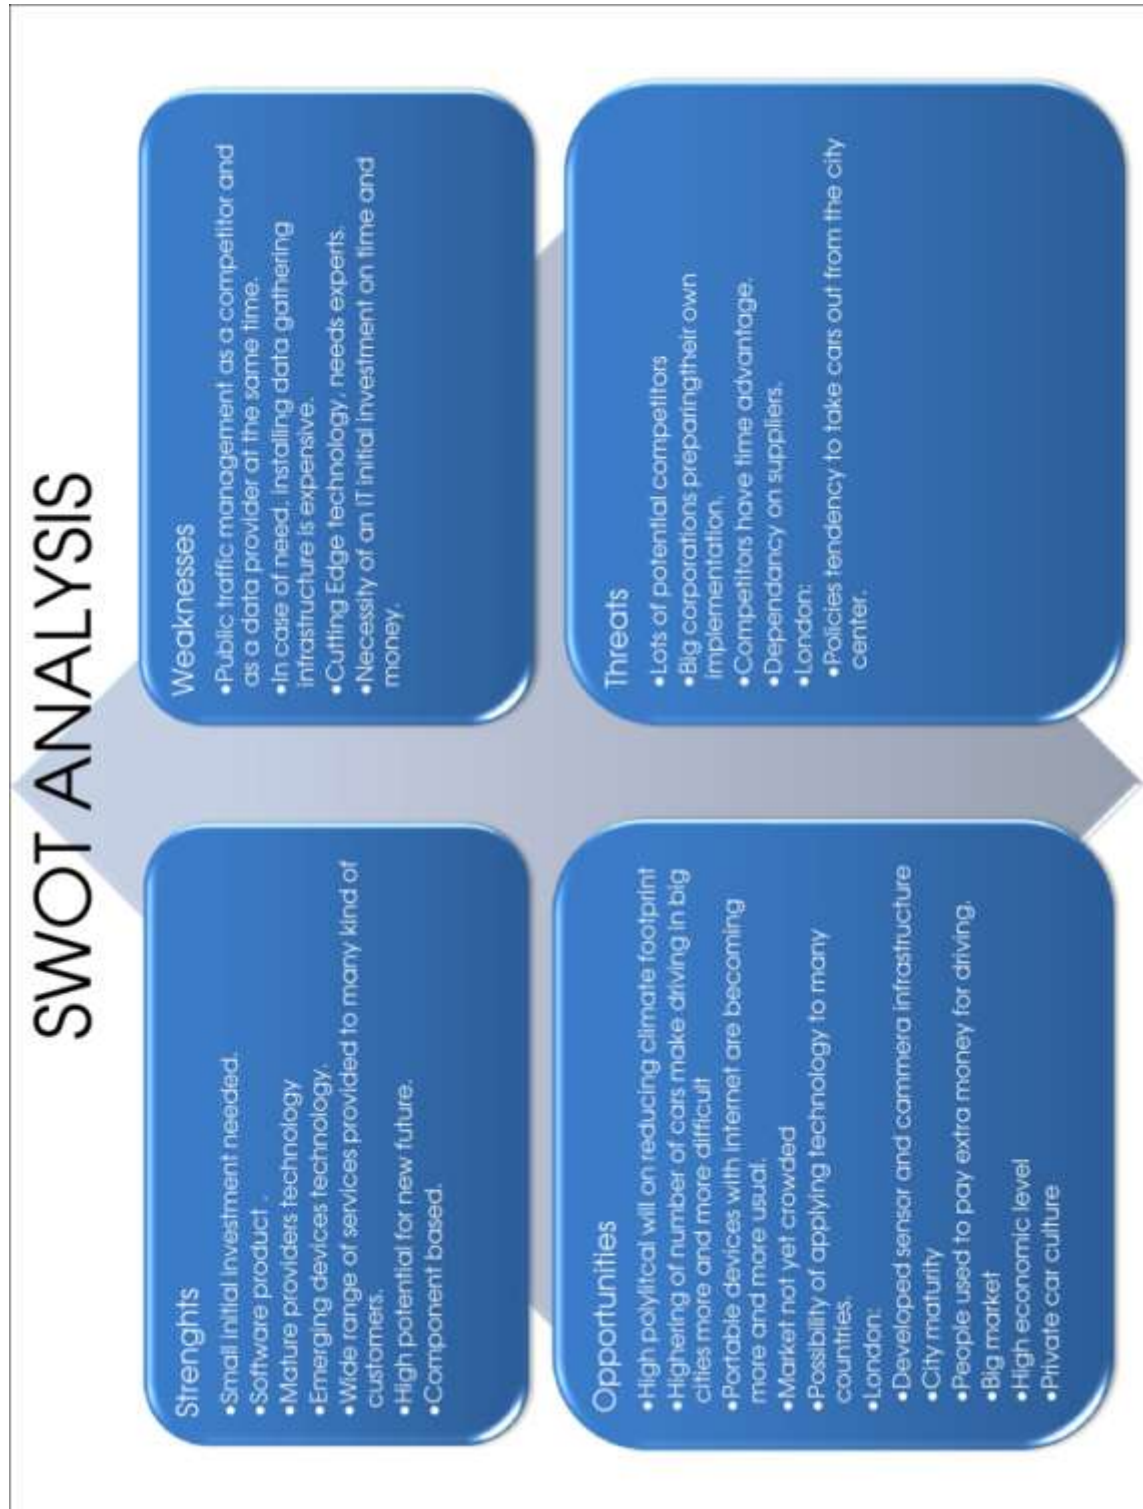 SWOT ANALYSIS
Strenghts
•Small initial investment needed.
•Software product .
•Mature providers technology
•Emerging devices technology.
•Wide range of services provided to many kind of
customers.
•High potential for new future.
•Component based.
Weaknesses
•Public traffic management as a competitor and
as a data provider at the same time.
•In case of need, installing data gathering
infrastructure is expensive.
•Cutting Edge technology, needs experts.
•Necessity of an IT initial investment on time and
money.
Opportunities
•High polylitcal will on reducing climate footprint
•Highering of number of cars make driving in big
cities more and more difficult
•Portable devices with internet are becoming
more and more usual.
•Market not yet crowded
•Possibility of applying technology to many
countries.
•London:
•Developed sensor and cammera infrastructure
•City maturity
•People used to pay extra money for driving.
•Big market
•High economic level
•Private car culture
Threats
•Lots of potential competitors
•Big corporations preparingtheir own
implementation.
•Competitors have time advantage.
•Dependancy on suppliers.
•London:
•Policies tendency to take cars out from the city
center.